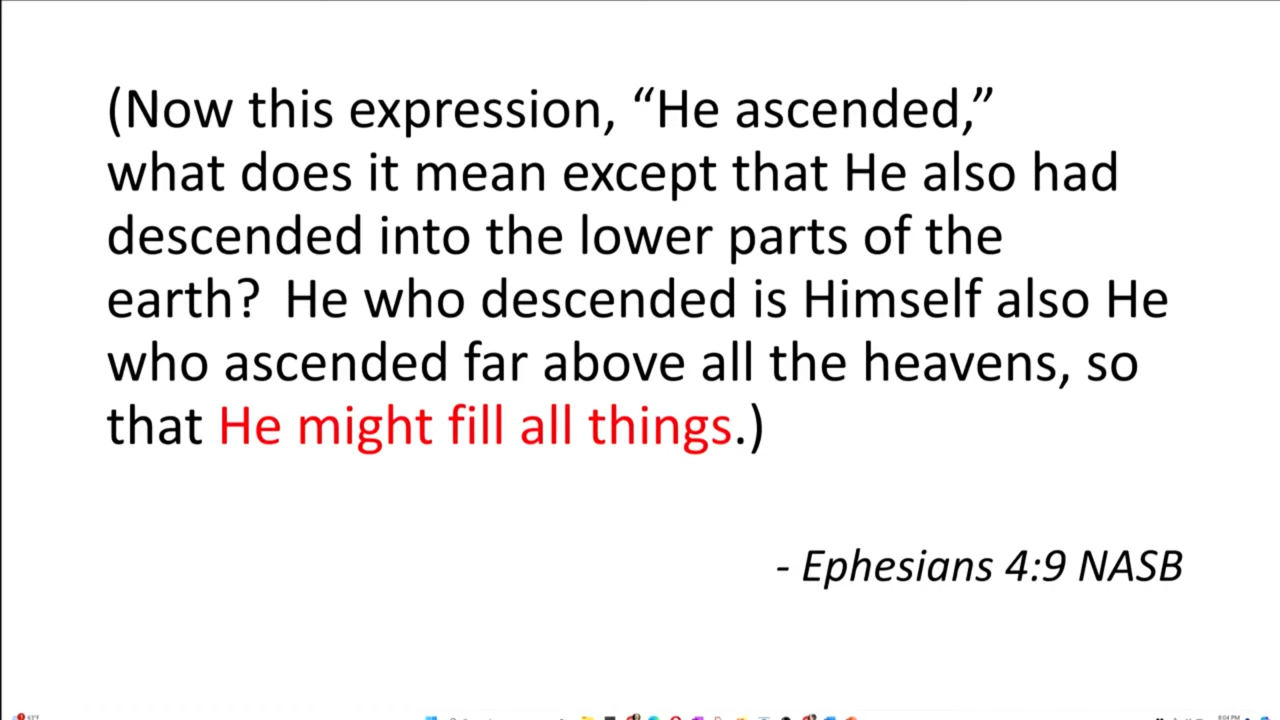 (Now this expression, “He ascended,”
what does it mean except that He also had
descended into the lower parts of the
earth?  He who descended is Himself also He
who ascended far above all the heavens, so
that He might fill all things.)
- Ephesians 4:9 NASB